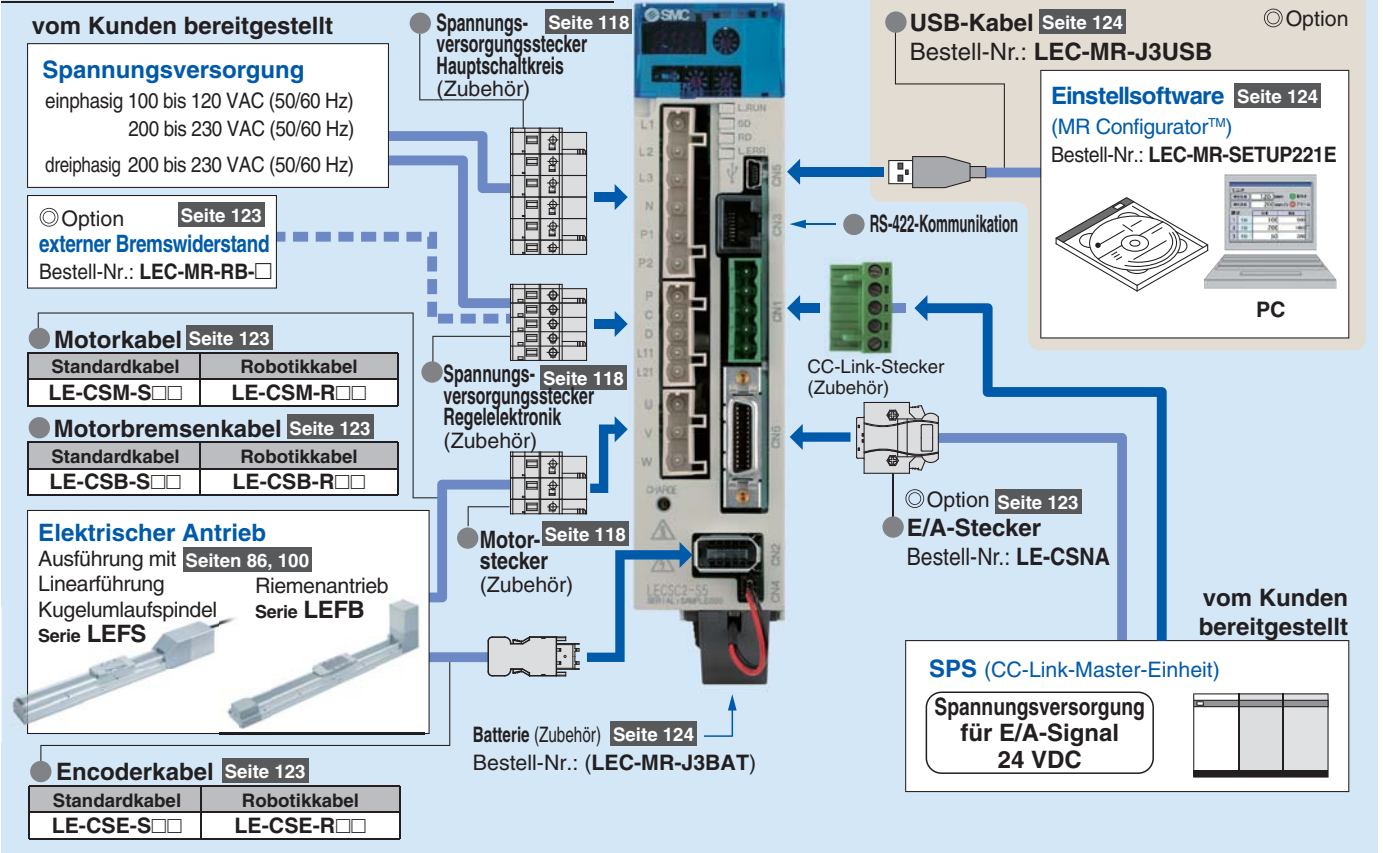 vom Kunden bereitgestellt
Spannungsversorgung
einphasig 100 bis 120 VAC (50/60 Hz)
200 bis 230 VAC (50/60 Hz)
dreiphasig 200 bis 230 VAC (50/60 Hz)
◎Option Seite 123
externer Bremswiderstand
Bestell-Nr.: LEC-MR-RB-□
Motorkabel Seite 123
Standardkabel Robotikkabel
LE-CSM-S□□ LE-CSM-R□□
Motorbremsenkabel Seite 123
Standardkabel Robotikkabel
LE-CSB-S□□ LE-CSB-R□□
Elektrischer Antrieb
Ausführung mit Seiten 86, 100
Linearführung
Kugelumlaufspindel
Serie LEFS
Riemenantrieb
Serie LEFB
Encoderkabel Seite 123
Standardkabel Robotikkabel
LE-CSE-S□□ LE-CSE-R□□
Spannungs- Seite 118
versorgungsstecker
Hauptschaltkreis
(Zubehör)
Spannungs- Seite 118
versorgungsstecker
Regelelektronik
(Zubehör)
Motor- Seite 118
stecker
(Zubehör)
Batterie (Zubehör) Seite 124
Bestell-Nr.: (LEC-MR-J3BAT)
SMC
L.RUN
SD
RD
L.ERR
L1
L2
L3
N
P1
P2
P
C
D
L11
L21
U
V
W
CHARGE
CN5
CN3
CN1
CN6
CN2
CN4
LECSC2-S5
◎Option
USB-Kabel Seite 124
Bestell-Nr.: LEC-MR-J3USB
Einstellsoftware Seite 124
(MR Configurator™)
Bestell-Nr.: LEC-MR-SETUP221E
PC
RS-422-Kommunikation
CC-Link-Stecker
(Zubehör)
◎Option Seite 123
E/A-Stecker
Bestell-Nr.: LE-CSNA
vom Kunden
bereitgestellt
SPS (CC-Link-Master-Einheit)
Spannungsversorgung
für E/A-Signal
24 VDC